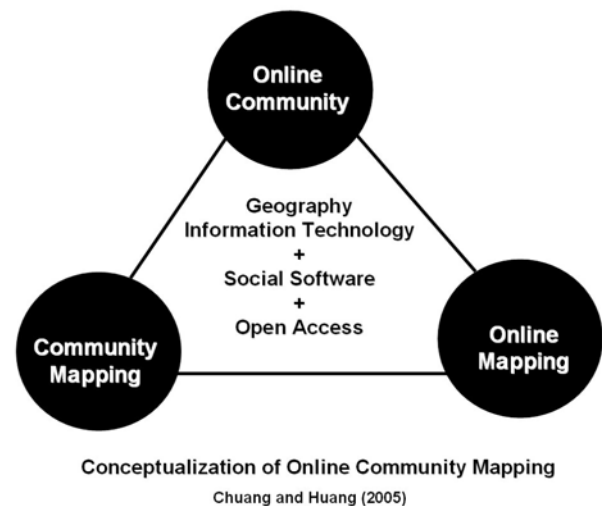 Online
Community
Geography
Information Technology
+
Social Software
+
Open Access
Community
Mapping
Online
Mapping
Conceptualization of Online Community Mapping
Chuang and Huang (2005)